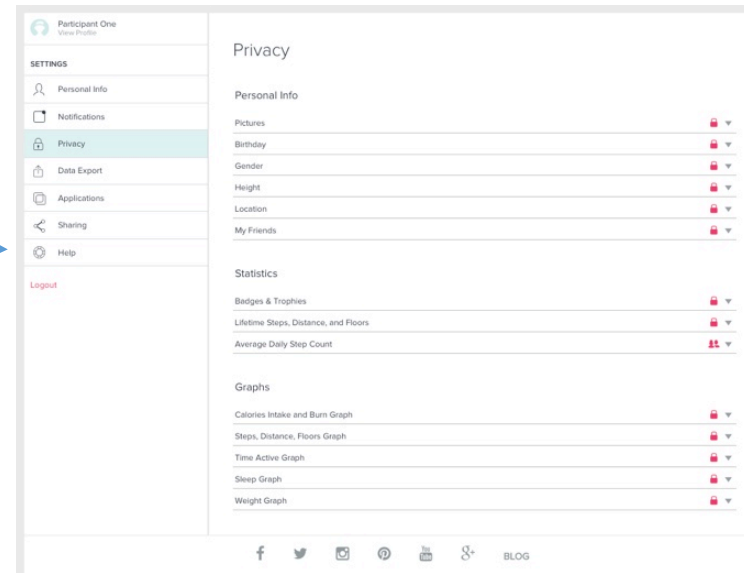 Participant One
View Profile
SETTINGS
Personal Info
Notifications
Privacy
Data Export
Applications
Sharing
Help
Logout
Privacy
Personal Info
Pictures
Birthday
Gender
Height
Location
My Friends
Statistics
Badges & Trophies
Lifetime Steps, Distance, and Floors
Average Daily Step Count
Graphs
Calories Intake and Burn Graph
Steps, Distance, Floors Graph
Time Active Graph
Sleep Graph
Weight Graph
You Tube
BLOG